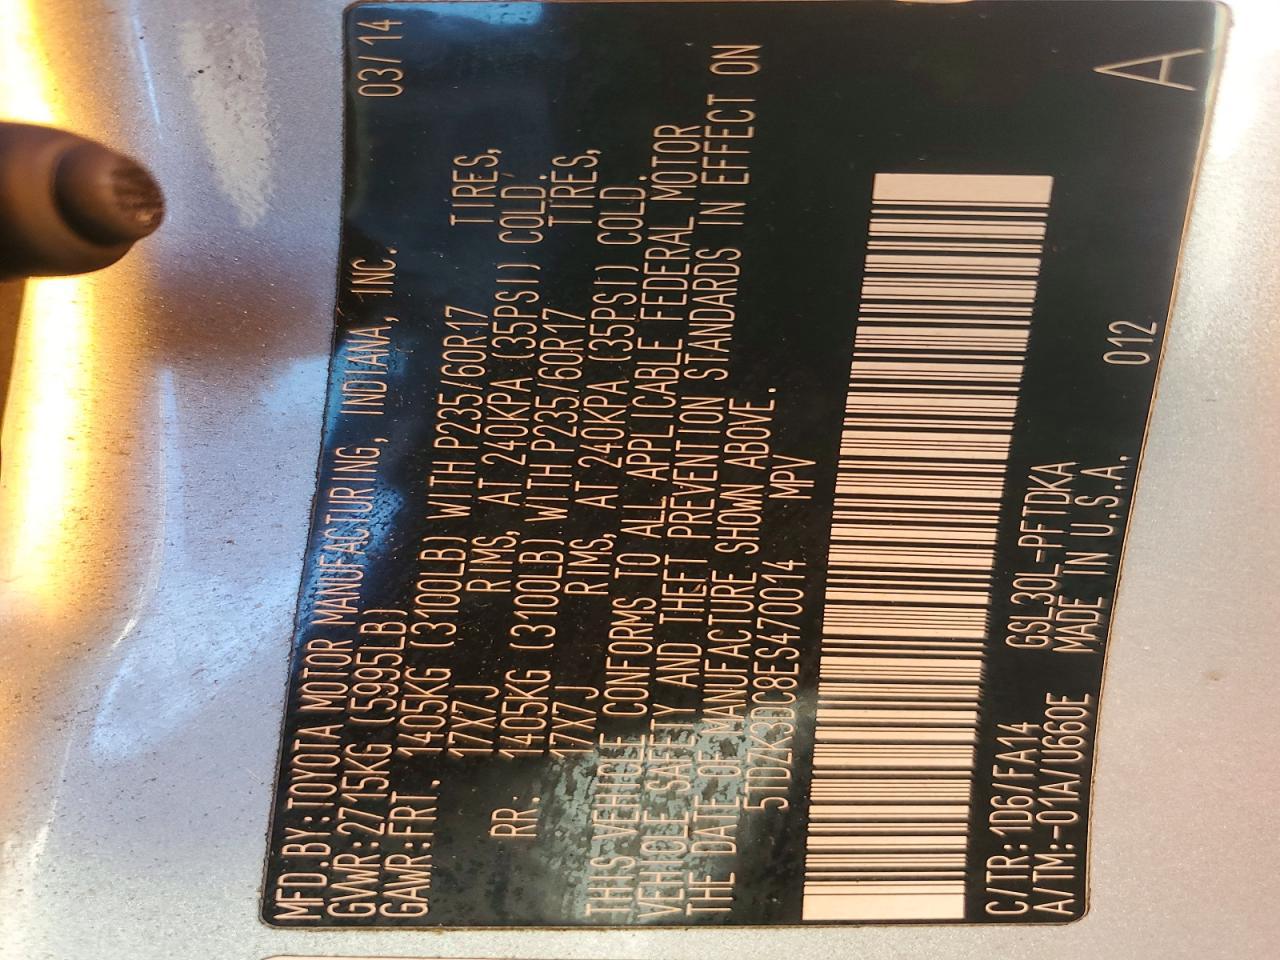 MFD.BY:TOYOTA MOTOR MANUFACTURING, INDIANA, INC. 03/14
GVWR:2715KG (5995LB)
GAWR:FRT. 1405KG (3100LB) WITH P235/60R17 TIRES,
17X7J RIMS, AT 240KPA (35PSI) COLD.
RR. 1405KG (3100LB) WITH P235/60R17 TIRES,
17X7J RIMS, AT 240KPA (35PSI) COLD.
THIS VEHICLE CONFORMS TO ALL APPLICABLE FEDERAL MOTOR
VEHICLE SAFETY AND THEFT PREVENTION STANDARDS IN EFFECT ON
THE DATE OF MANUFACTURE SHOWN ABOVE.
5TDZK3DC8ES470014 MPV
C/TR:1D6/FA14 GSL30L-PFTDKA
A/TM:-01A/U660E MADE IN U.S.A. 012 A